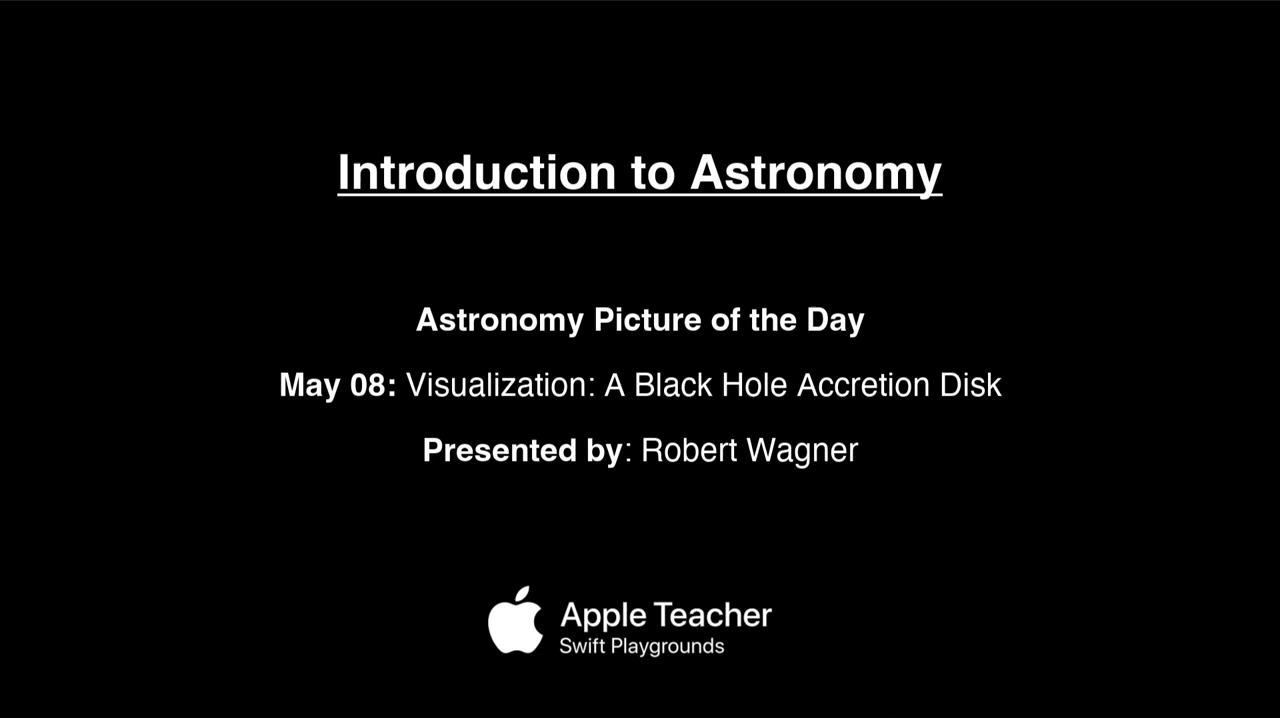 Introduction to Astronomy
Astronomy Picture of the Day
May 08: Visualization: A Black Hole Accretion Disk
Presented by: Robert Wagner
Apple Teacher
Swift Playgrounds